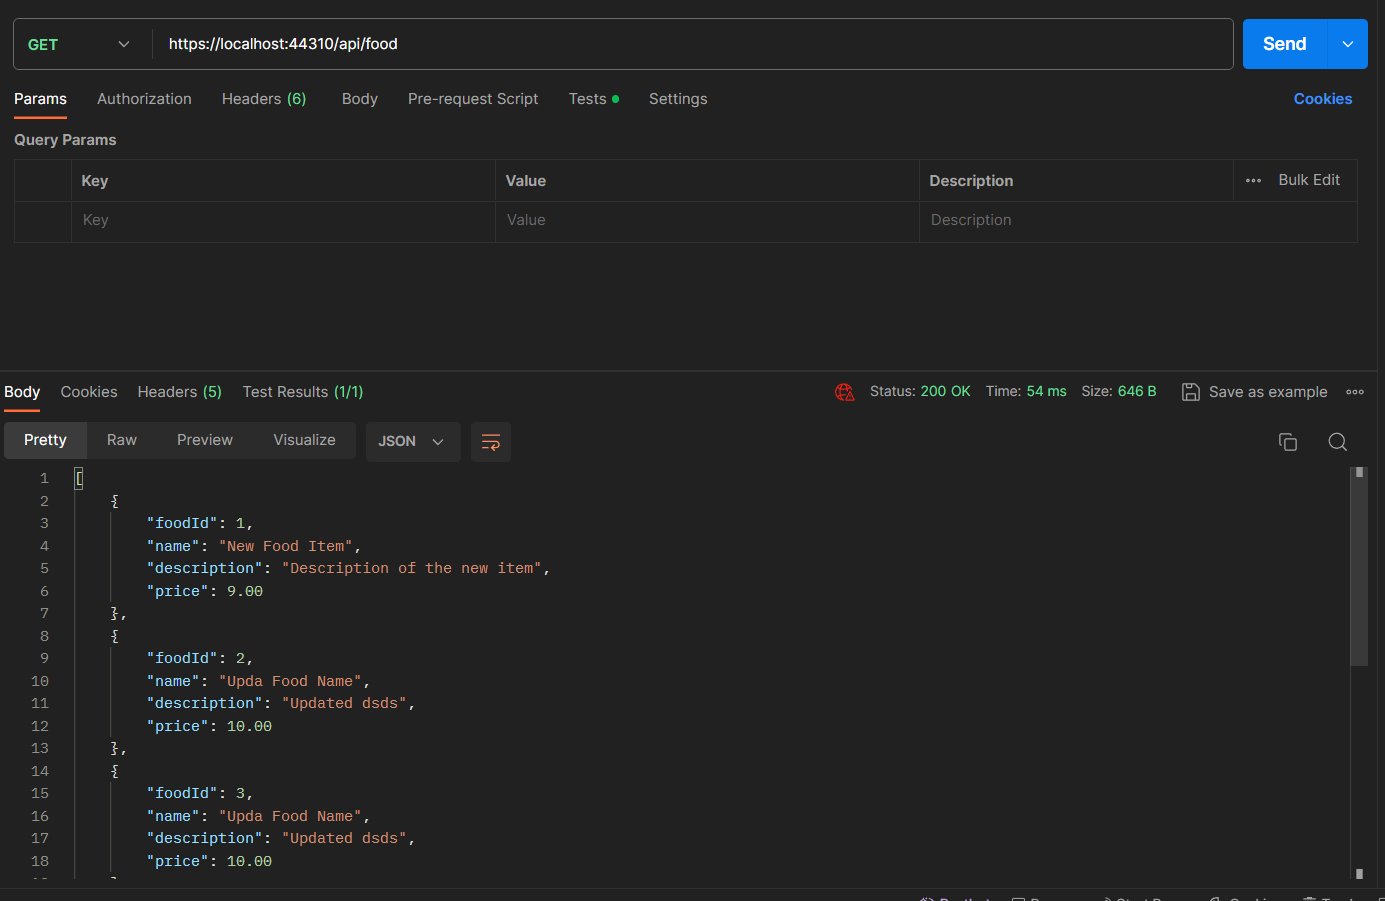 GET https://localhost:44310/api/food Send
Params Authorization Headers (6) Body Pre-request Script Tests Settings Cookies
Query Params
Key Value Description Bulk Edit
Key Value Description
Body Cookies Headers (5) Test Results (1/1) Status: 200 OK Time: 54 ms Size: 646 B Save as example
Pretty Raw Preview Visualize JSON
1 [
2 {
3 "foodId": 1,
4 "name": "New Food Item",
5 "description": "Description of the new item",
6 "price": 9.00
7 },
8 {
9 "foodId": 2,
10 "name": "Upda Food Name",
11 "description": "Updated dsds",
12 "price": 10.00
13 },
14 {
15 "foodId": 3,
16 "name": "Upda Food Name",
17 "description": "Updated dsds",
18 "price": 10.00